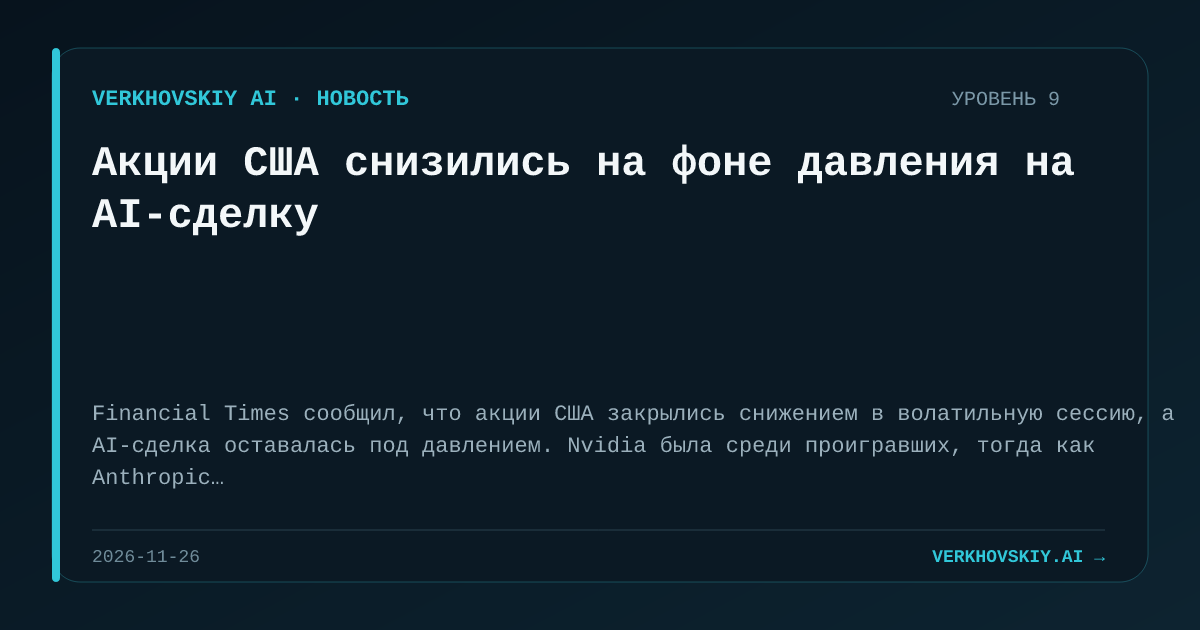 VERKHOVSKIY AI · НОВОСТЬ
УРОВЕНЬ 9
Акции США снизились на фоне давления на
AI-сделку
Financial Times сообщил, что акции США закрылись снижением в волатильную сессию, а
AI-сделка оставалась под давлением. Nvidia была среди проигравших, тогда как
Anthropic…
2026-11-26
VERKHOVSKIY.AI →